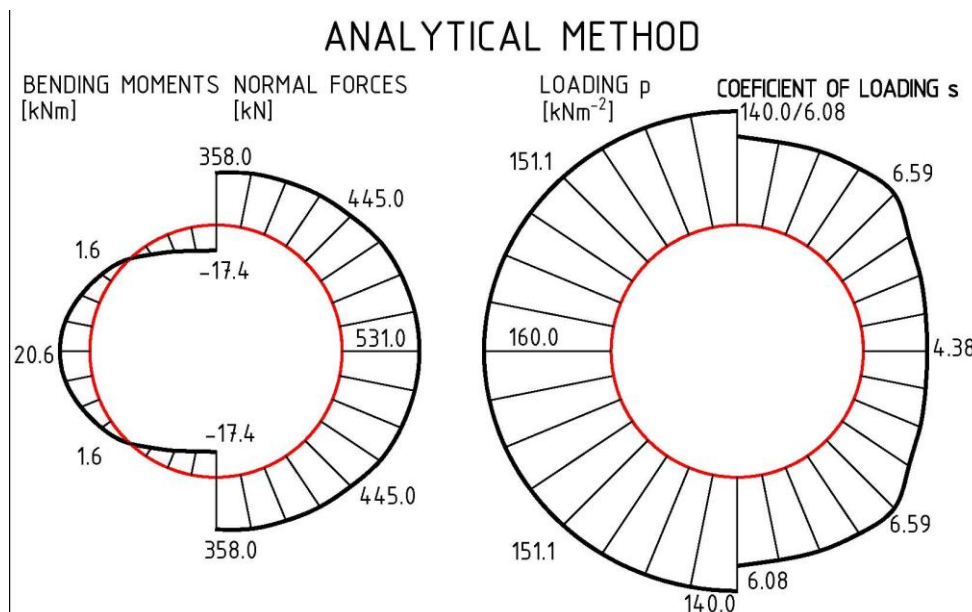 ANALYTICAL METHOD
BENDING MOMENTS
[kNm]
NORMAL FORCES
[kN]
358.0
445.0
1.6
-17.4
20.6
531.0
-17.4
1.6
445.0
358.0
LOADING p
[kNm-2]
COEFICIENT OF LOADING s
140.0/6.08
151.1
6.59
160.0
4.38
151.1
6.59
6.08
140.0